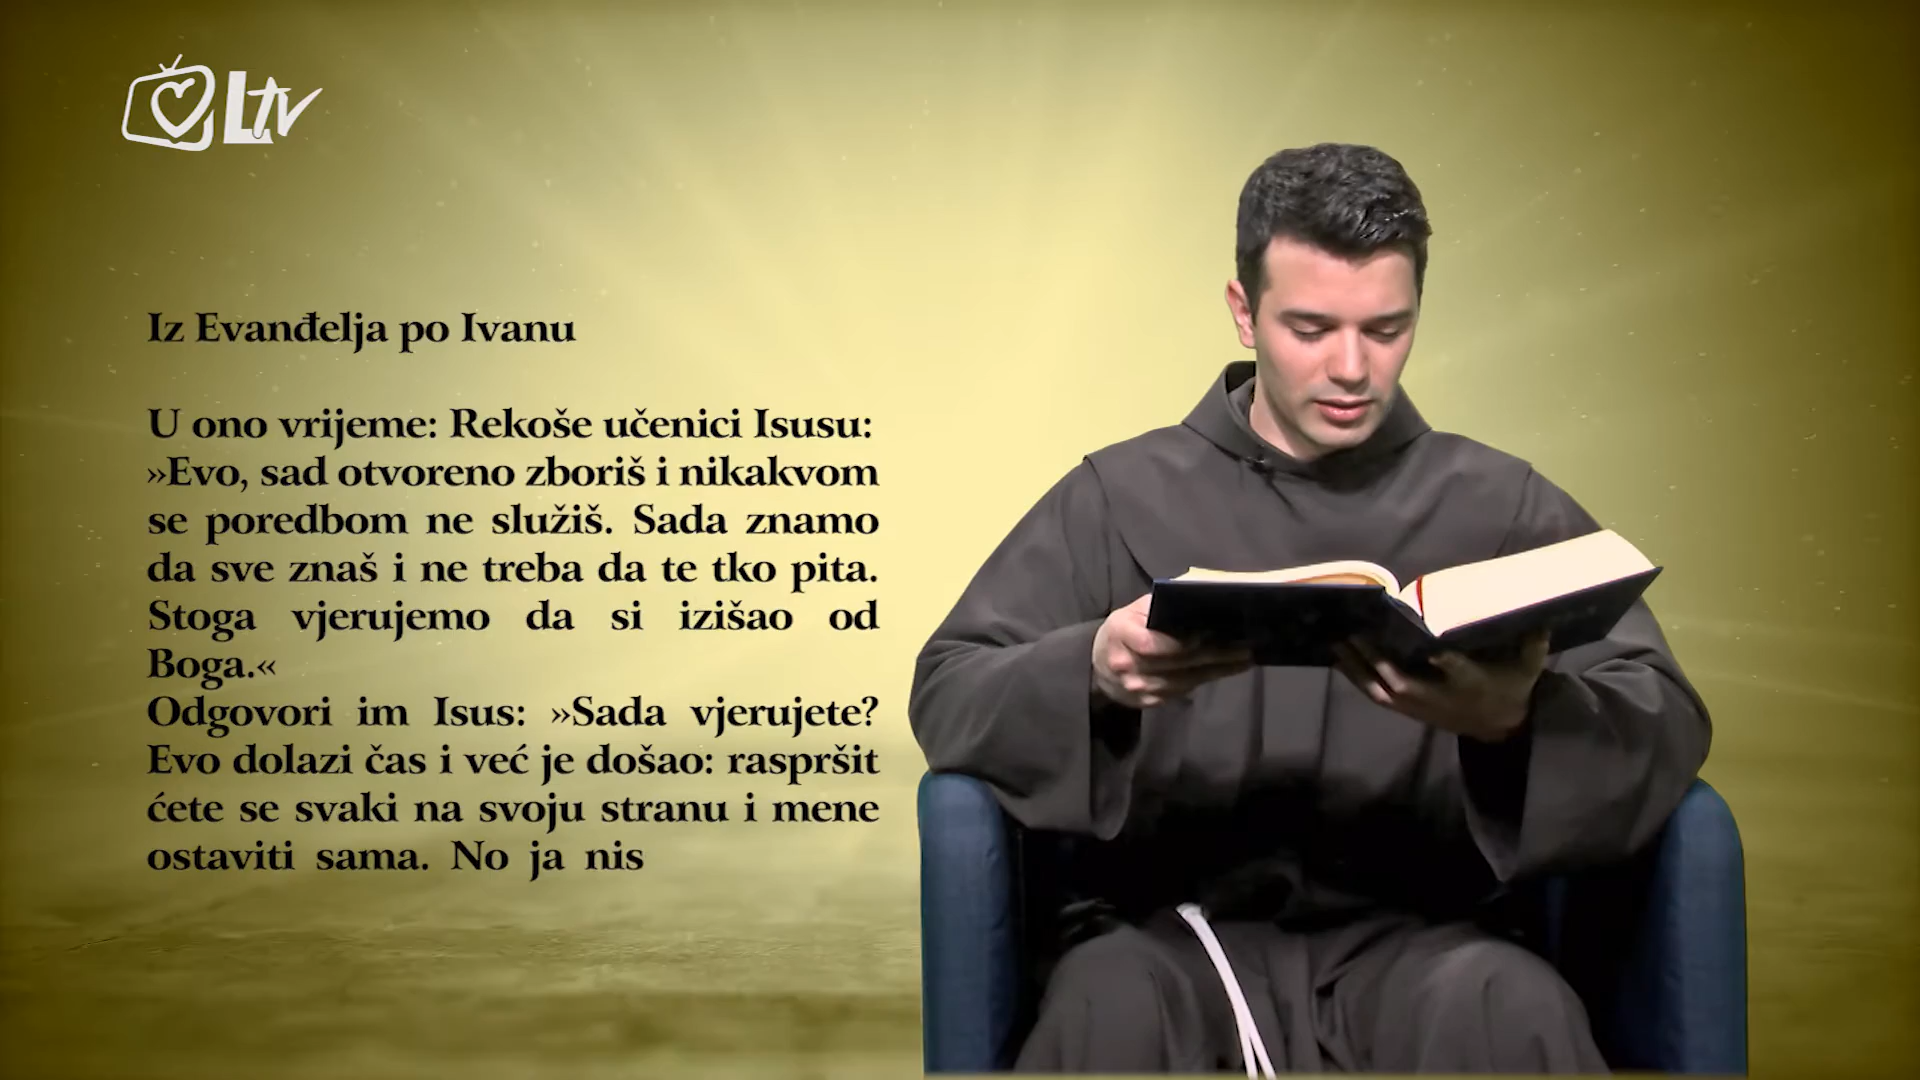 LTV
Iz Evanđelja po Ivanu
U ono vrijeme: Rekoše učenici Isusu:
»Evo, sad otvoreno zboriš i nikakvom
se poredbom ne služiš. Sada znamo
da sve znaš i ne treba da te tko pita.
Stoga vjerujemo da si izišao od
Boga.«
Odgovori im Isus: »Sada vjerujete?
Evo dolazi čas i već je došao: raspršit
ćete se svaki na svoju stranu i mene
ostaviti sama. No ja nis